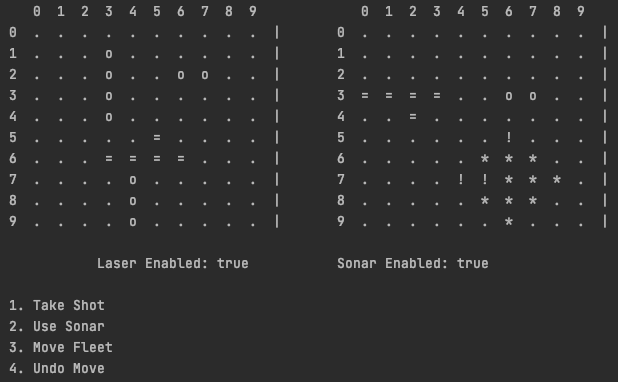 0 1 2 3 4 5 6 7 8 9         0 1 2 3 4 5 6 7 8 9
0 . . . . . . . . . . |     0 . . . . . . . . . . |
1 . . . o . . . . . . |     1 . . . . . . . . . . |
2 . . . o . . o o . . |     2 . . . . . . . . . . |
3 . . . o . . . . . . |     3 = = = = . . o o . . |
4 . . . o . . . . . . |     4 . . = . . . . . . . |
5 . . . . . = . . . . |     5 . . . . . . ! . . . |
6 . . . = = = = . . . |     6 . . . . . * * * . . |
7 . . . . o . . . . . |     7 . . . . ! ! * * * . |
8 . . . . o . . . . . |     8 . . . . . * * * . . |
9 . . . . o . . . . . |     9 . . . . . . * . . . |
Laser Enabled: true     Sonar Enabled: true
1. Take Shot
2. Use Sonar
3. Move Fleet
4. Undo Move